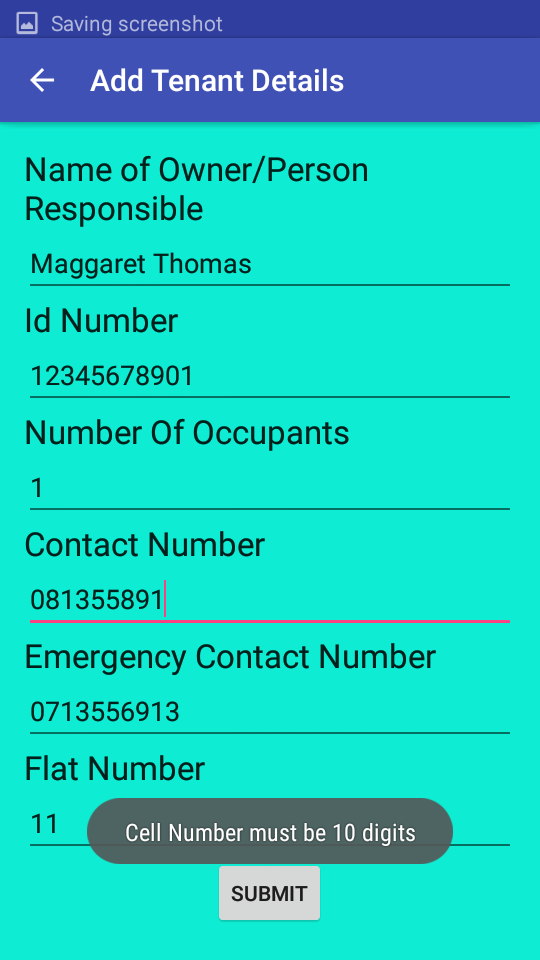 Saving screenshot
Add Tenant Details
Name of Owner/Person
Responsible
Maggaret Thomas
Id Number
12345678901
Number Of Occupants
1
Contact Number
081355891
Emergency Contact Number
0713556913
Flat Number
11
Cell Number must be 10 digits
SUBMIT